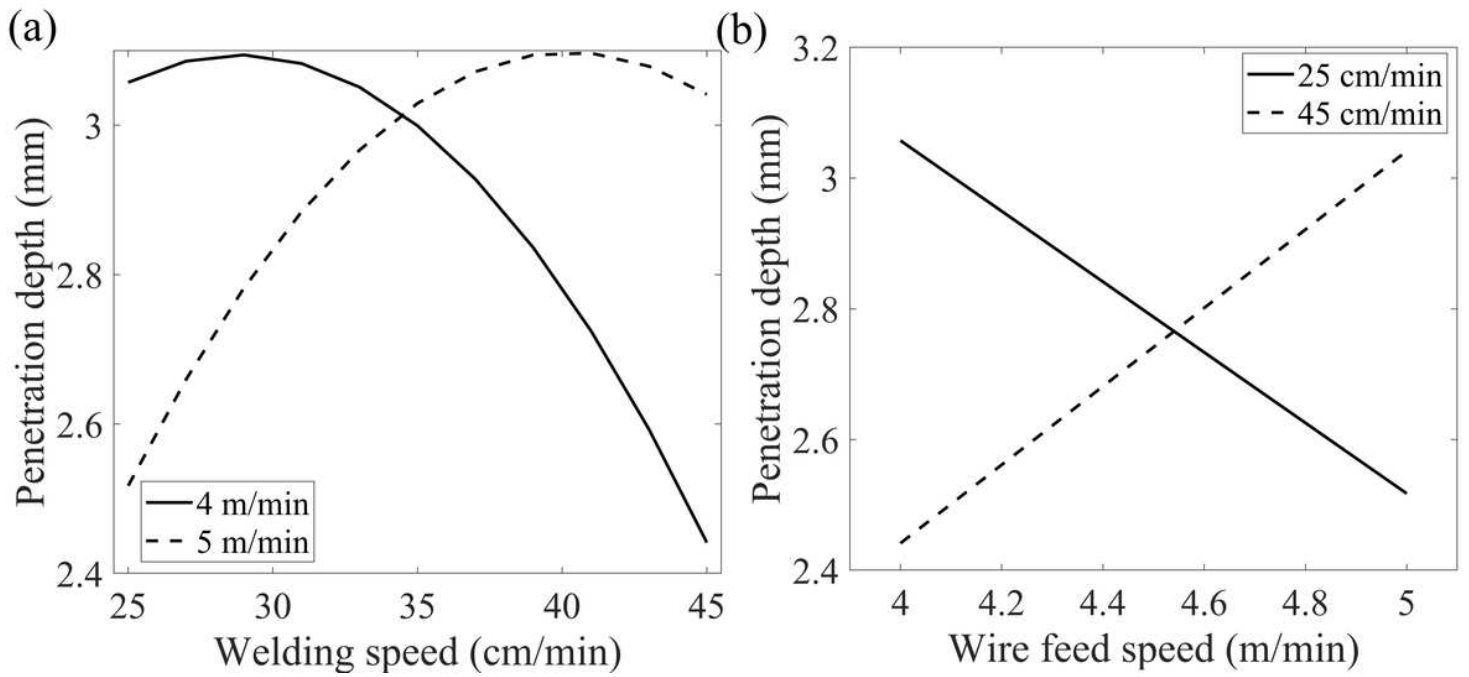 (a)
Penetration depth (mm)
3
2.8
2.6
2.4
4 m/min
5 m/min
25 30 35 40 45
Welding speed (cm/min)
(b)
Penetration depth (mm)
3.2
3
2.8
2.6
2.4
25 cm/min
45 cm/min
4 4.2 4.4 4.6 4.8 5
Wire feed speed (m/min)